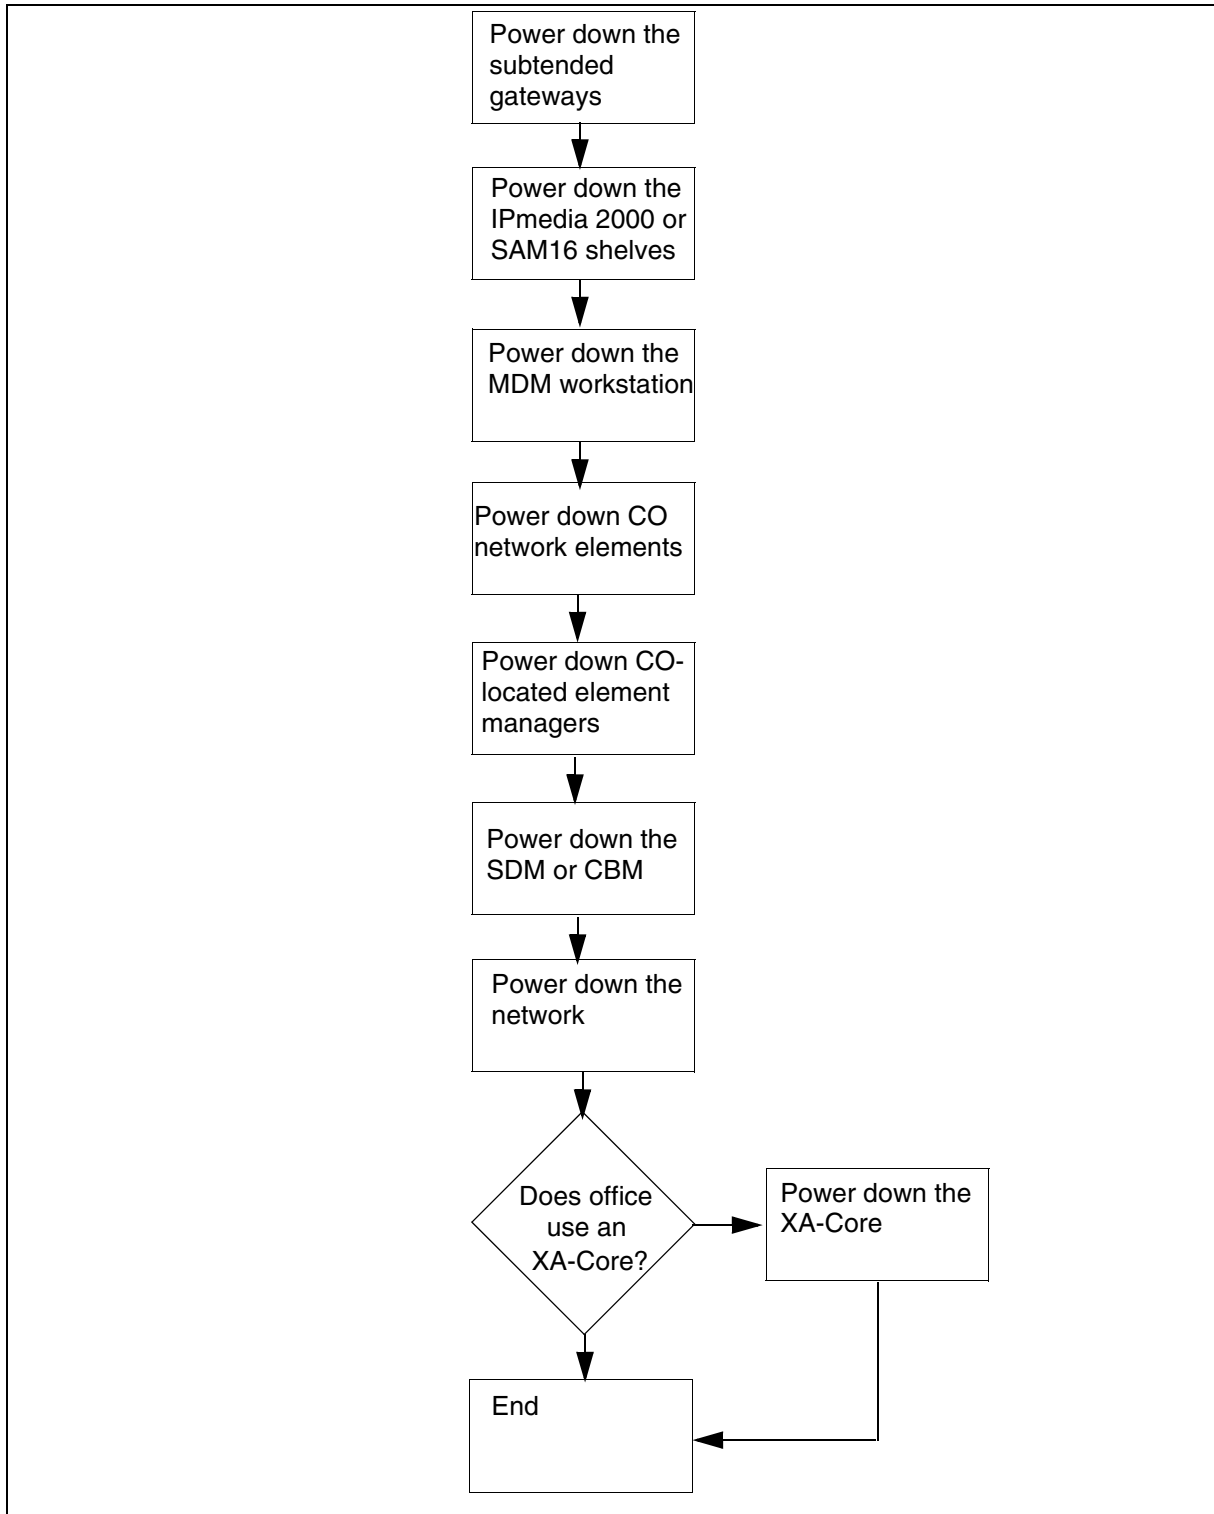 Power down the
subtended
gateways
Power down the
IPmedia 2000 or
SAM16 shelves
Power down the
MDM workstation
Power down CO
network elements
Power down CO-
located element
managers
Power down the
SDM or CBM
Power down the
network
Does office
use an
XA-Core?
Power down the
XA-Core
End